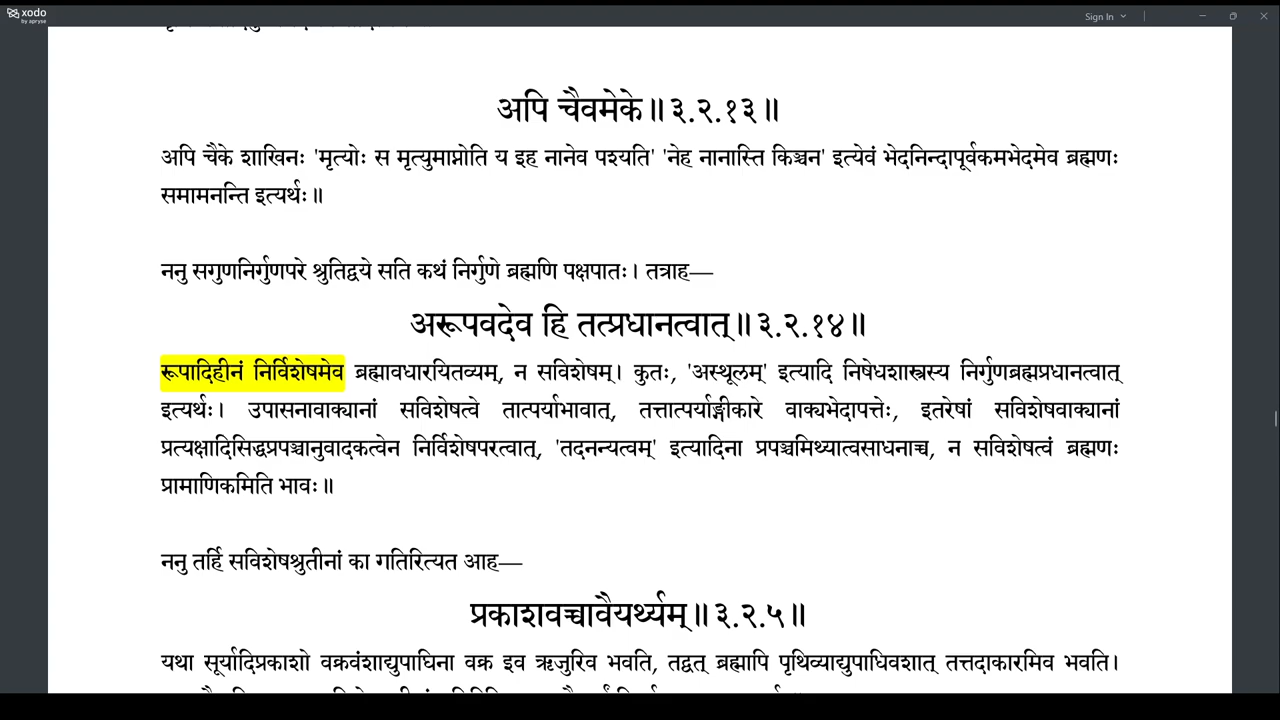 xodo
by apryse
Sign In
अपि चैवमेके॥३.२.१३॥
अपि चैके शाखिनः 'मृत्योः स मृत्युमाप्नोति य इह नानेव पश्यति' 'नेह नानास्ति किञ्चन' इत्येवं भेदनिन्दापूर्वकमभेदमेव ब्रह्मणः
समामनन्ति इत्यर्थः॥
ननु सगुणनिर्गुणपरे श्रुतिद्वये सति कथं निर्गुणे ब्रह्मणि पक्षपातः। तत्राह—
अरूपवदेव हि तत्प्रधानत्वात्॥३.२.१४॥
रूपादिहीनं निर्विशेषमेव ब्रह्मावधारयितव्यम्, न सविशेषम्। कुतः, 'अस्थूलम्' इत्यादि निषेधशास्त्रस्य निर्गुणब्रह्मप्रधानत्वात्
इत्यर्थः। उपासनावाक्यानां सविशेषत्वे तात्पर्याभावात्, तत्तात्पर्याङ्गीकारे वाक्यभेदापत्तेः, इतरेषां सविशेषवाक्यानां
प्रत्यक्षादिसिद्धप्रपञ्चानुवादकत्वेन निर्विशेषपरत्वात्, 'तदनन्यत्वम्' इत्यादिना प्रपञ्चमिथ्यात्वसाधनाच्च, न सविशेषत्वं ब्रह्मणः
प्रामाणिकमिति भावः॥
ननु तर्हि सविशेषश्रुतीनां का गतिरित्यत आह—
प्रकाशवच्चावैयर्थ्यम्॥३.२.५॥
यथा सूर्यादिप्रकाशो वक्रवंशाद्युपाधिना वक्र इव ऋजुरिव भवति, तद्वत् ब्रह्मापि पृथिव्याद्युपाधिवशात् तत्तदाकारमिव भवति।